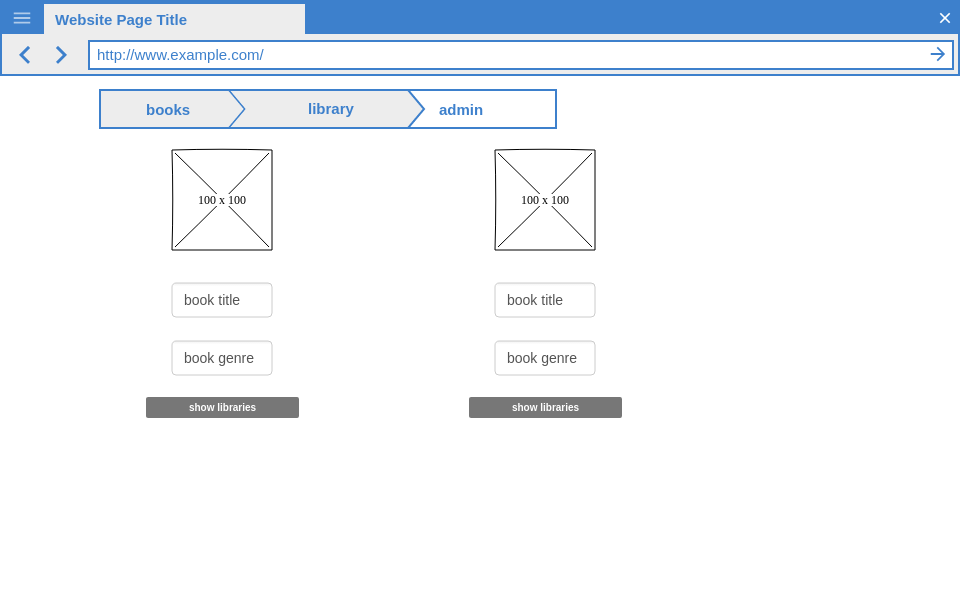 Website Page Title
http://www.example.com/
books library admin
100 x 100 100 x 100
book title book title
book genre book genre
show libraries show libraries